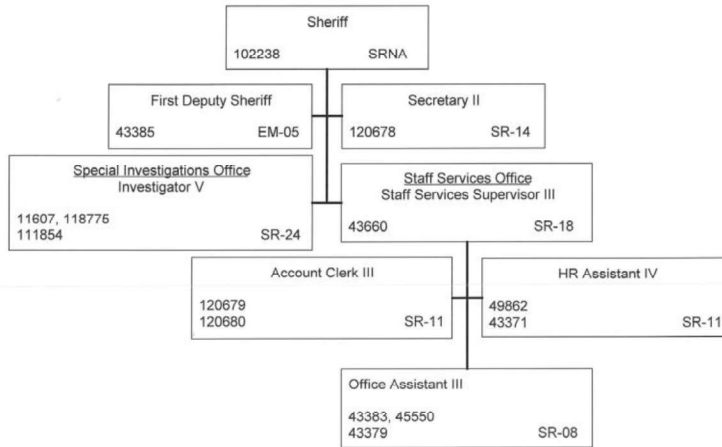 Sheriff
102238 SRNA
First Deputy Sheriff
43385 EM-05
Secretary II
120678 SR-14
Special Investigations Office
Investigator V
11607, 118775
111854 SR-24
Staff Services Office
Staff Services Supervisor III
43660 SR-18
Account Clerk III
120679
120680 SR-11
HR Assistant IV
49862
43371 SR-11
Office Assistant III
43383, 45550
43379 SR-08